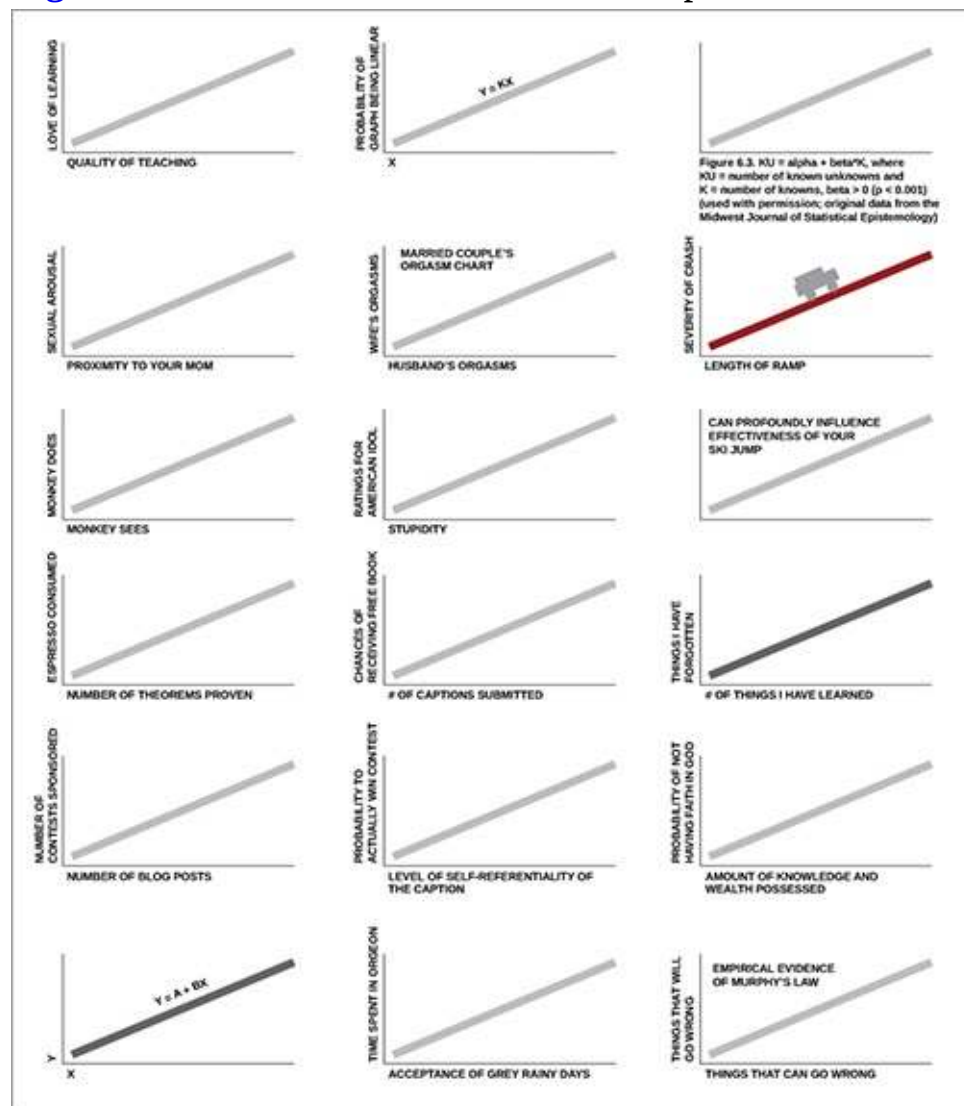 LOVE OF LEARNING
QUALITY OF TEACHING
PROBABILITY OF
GRAPH BEING LINEAR
Y = KX
X
Figure 6.3. KU = alpha + beta*K, where
KU = number of known unknowns and
K = number of knowns, beta > 0 (p < 0.001)
(used with permission; original data from the
Midwest Journal of Statistical Epistemology)
SEXUAL AROUSAL
PROXIMITY TO YOUR MOM
MARRIED COUPLE'S
ORGASM CHART
WIFE'S ORGASMS
HUSBAND'S ORGASMS
SEVERITY OF CRASH
LENGTH OF RAMP
MONKEY DOES
MONKEY SEES
RATINGS FOR
AMERICAN IDOL
STUPIDITY
CAN PROFOUNDLY INFLUENCE
EFFECTIVENESS OF YOUR
SKI JUMP
ESPRESSO CONSUMED
NUMBER OF THEOREMS PROVEN
CHANCES OF
RECEIVING FREE BOOK
# OF CAPTIONS SUBMITTED
THINGS I HAVE
FORGOTTEN
# OF THINGS I HAVE LEARNED
NUMBER OF
CONTESTS SPONSORED
NUMBER OF BLOG POSTS
PROBABILITY TO
ACTUALLY WIN CONTEST
LEVEL OF SELF-REFERENTIALITY OF
THE CAPTION
PROBABILITY OF NOT
HAVING FAITH IN GOD
AMOUNT OF KNOWLEDGE AND
WEALTH POSSESSED
Y = A + BX
Y
X
TIME SPENT IN ORGEON
ACCEPTANCE OF GREY RAINY DAYS
EMPIRICAL EVIDENCE
OF MURPHY'S LAW
THINGS THAT WILL
GO WRONG
THINGS THAT CAN GO WRONG